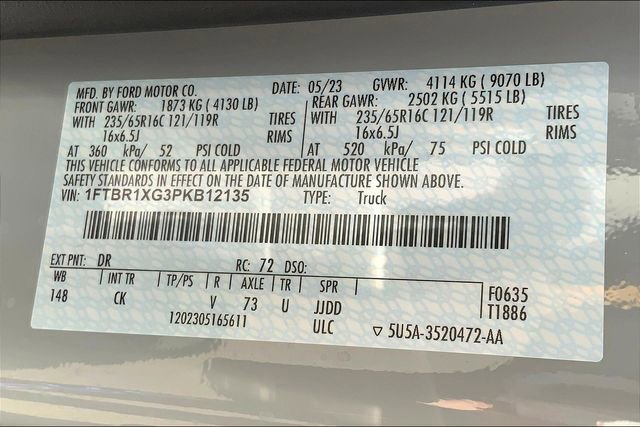 MFD. BY FORD MOTOR CO. DATE: 05/23 GVWR: 4114 KG ( 9070 LB)
FRONT GAWR: 1873 KG ( 4130 LB) REAR GAWR: 2502 KG ( 5515 LB)
WITH 235/65R16C 121/119R TIRES WITH 235/65R16C 121/119R TIRES
16x6.5J RIMS 16x6.5J RIMS
AT 360 kPa/ 52 PSI COLD AT 520 kPa/ 75 PSI COLD
THIS VEHICLE CONFORMS TO ALL APPLICABLE FEDERAL MOTOR VEHICLE
SAFETY STANDARDS IN EFFECT ON THE DATE OF MANUFACTURE SHOWN ABOVE.
VIN: 1FTBR1XG3PKB12135 TYPE: Truck
EXT PNT: DR RC: 72 DSO:
WB INT TR TP/PS R AXLE TR SPR F0635
148 CK V 73 U JJDD T1886
1202305165611 ULC ▽ 5U5A-3520472-AA